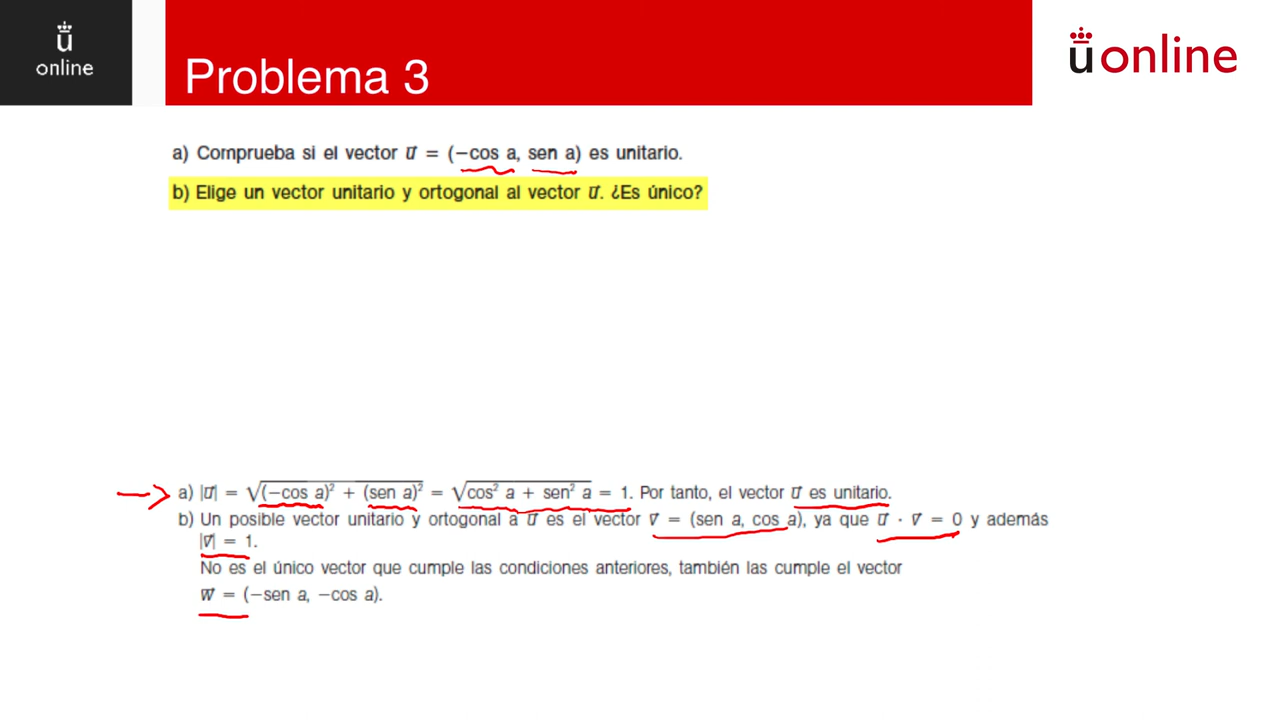 ü
online
Problema 3
üonline
a) Comprueba si el vector u⃗ = (−cos a, sen a) es unitario.
b) Elige un vector unitario y ortogonal al vector u⃗. ¿Es único?
a) |u⃗| = √(−cos a)² + (sen a)² = √cos² a + sen² a = 1. Por tanto, el vector u⃗ es unitario.
b) Un posible vector unitario y ortogonal a u⃗ es el vector v⃗ = (sen a, cos a), ya que u⃗ · v⃗ = 0 y además
|v⃗| = 1.
No es el único vector que cumple las condiciones anteriores, también las cumple el vector
w⃗ = (−sen a, −cos a).